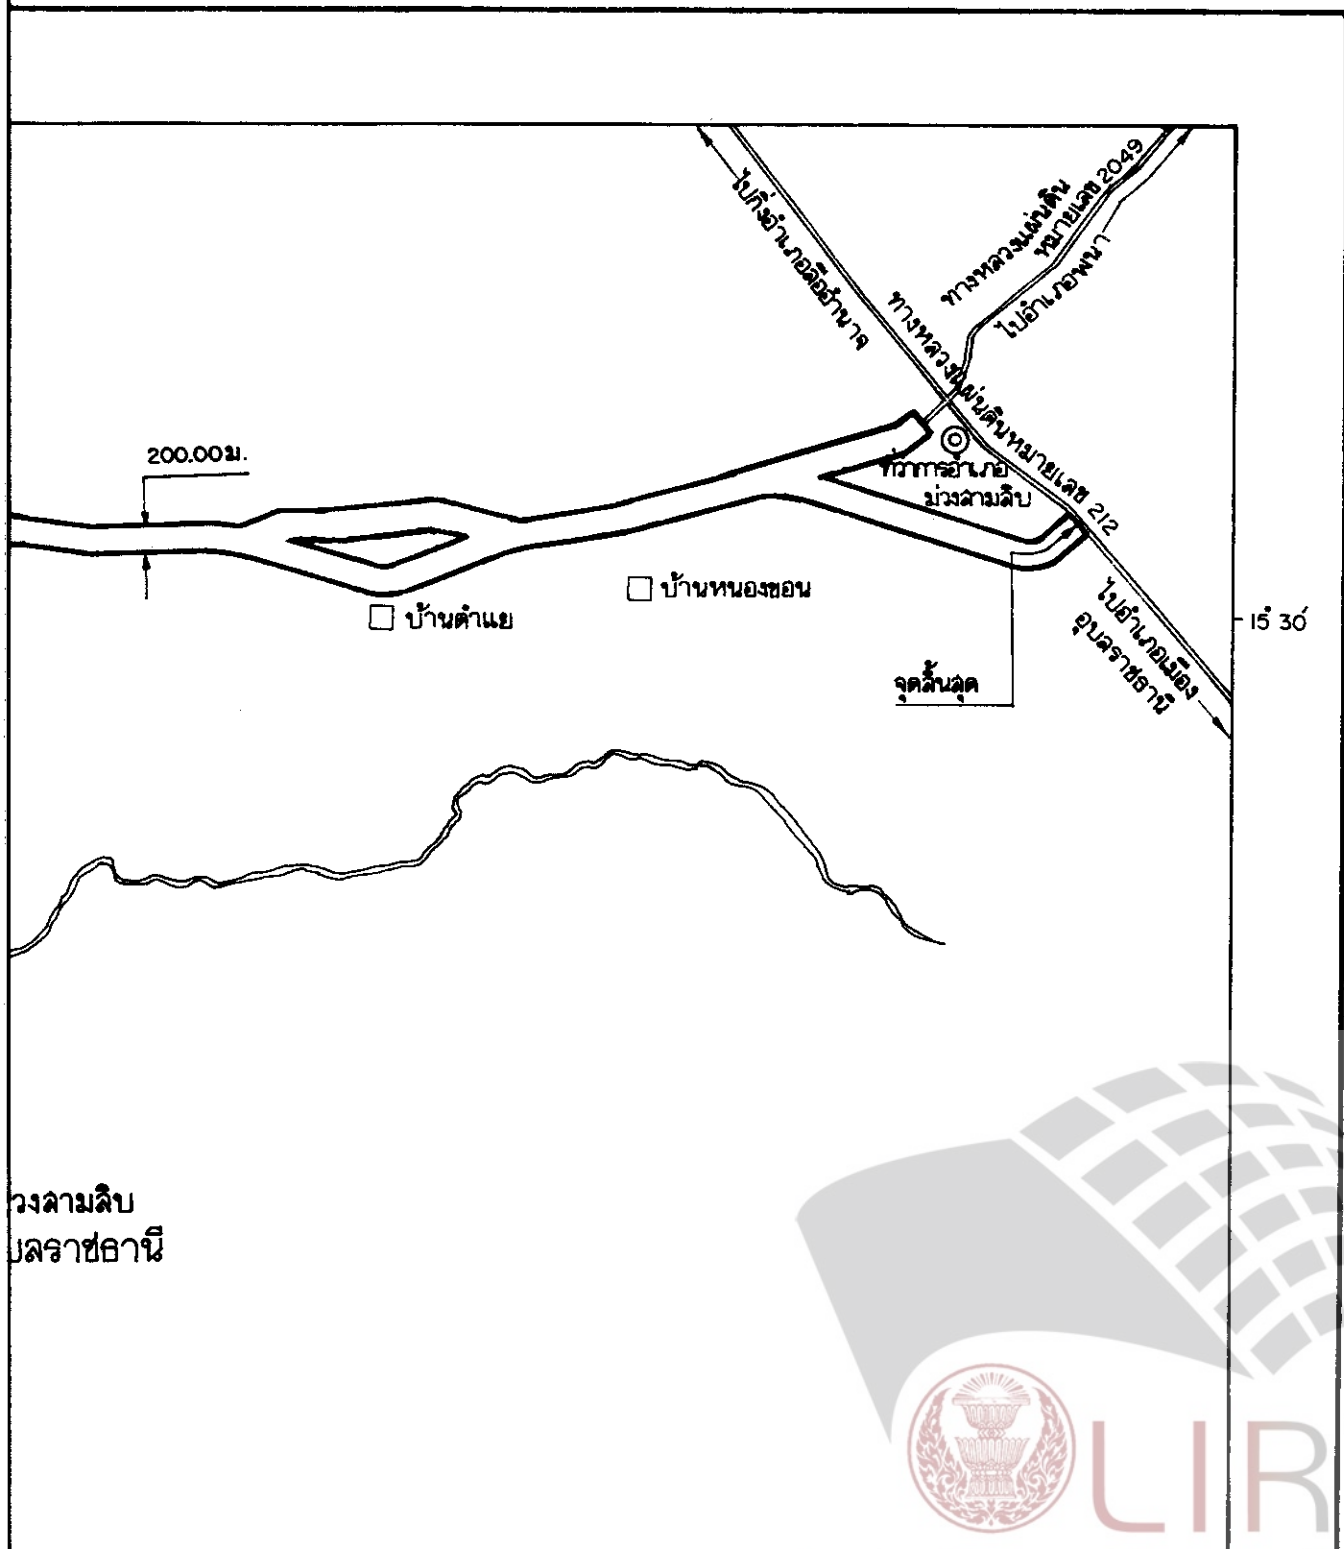 ทางหลวงแผ่นดิน
หมายเลข 2049
ไปอำเภอพนา
ไปกิ่งอำเภอลืออำนาจ
ทางหลวงแผ่นดินหมายเลข 212
200.00 ม.
ที่ว่าการอำเภอ
ม่วงสามสิบ
บ้านหนองขอน
บ้านตำแย
15° 30'
ไปอำเภอเมือง
อุบลราชธานี
จุดสิ้นสุด
วงสามสิบ
บลราชธานี
LIR